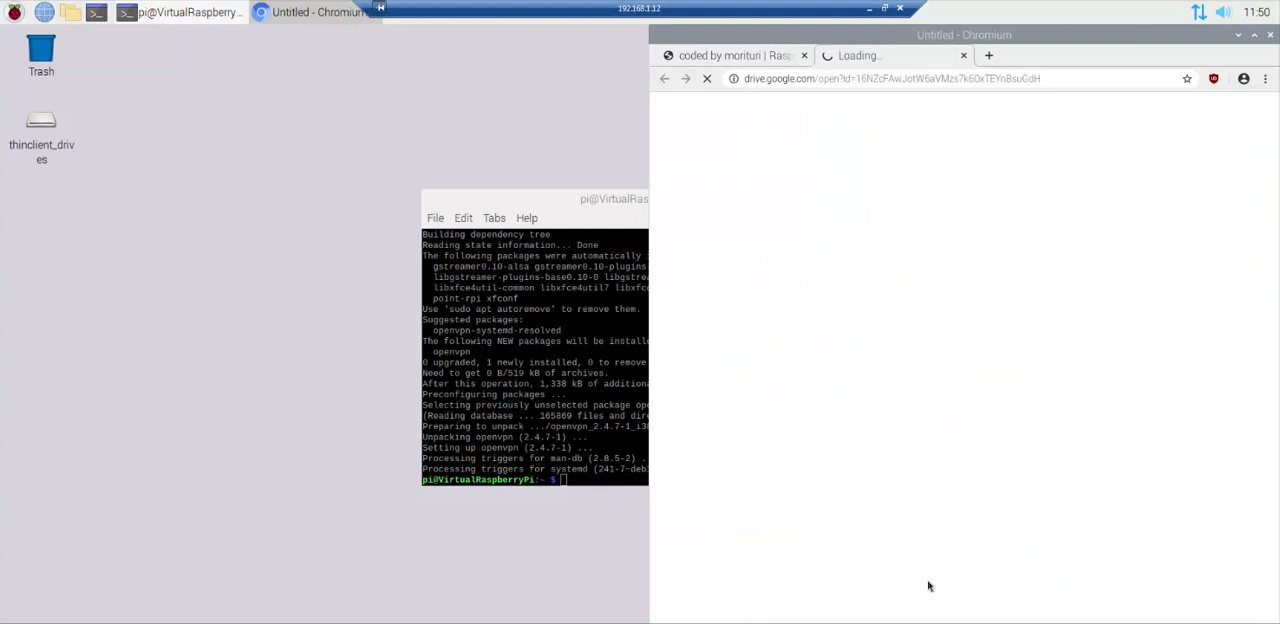 pi@VirtualRaspberry...
Untitled - Chromium
192.168.1.12
11:50
Trash
thinclient_driv
es
Untitled - Chromium
coded by morituri | Rasp
Loading...
drive.google.com/open?id=16NZcFAwJotW6aVMzs7k6OxTEYnBsuGdH
pi@VirtualRas
File Edit Tabs Help
Building dependency tree
Reading state information... Done
The following packages were automatically
gstreamer0.10-alsa gstreamer0.10-plugins-
libgstreamer-plugins-base0.10-0 libgstre
libxfce4util-common libxfce4util7 libxfc
point-rpi xfconf
Use 'sudo apt autoremove' to remove them.
Suggested packages:
openvpn-systemd-resolved
The following NEW packages will be install
openvpn
0 upgraded, 1 newly installed, 0 to remove
Need to get 0 B/519 kB of archives.
After this operation, 1,338 kB of additiona
Preconfiguring packages ...
Selecting previously unselected package ope
(Reading database ... 165869 files and dire
Preparing to unpack .../openvpn_2.4.7-1_i38
Unpacking openvpn (2.4.7-1) ...
Setting up openvpn (2.4.7-1) ...
Processing triggers for man-db (2.8.5-2) .
Processing triggers for systemd (241-7~deb1
pi@VirtualRaspberryPi:~ $